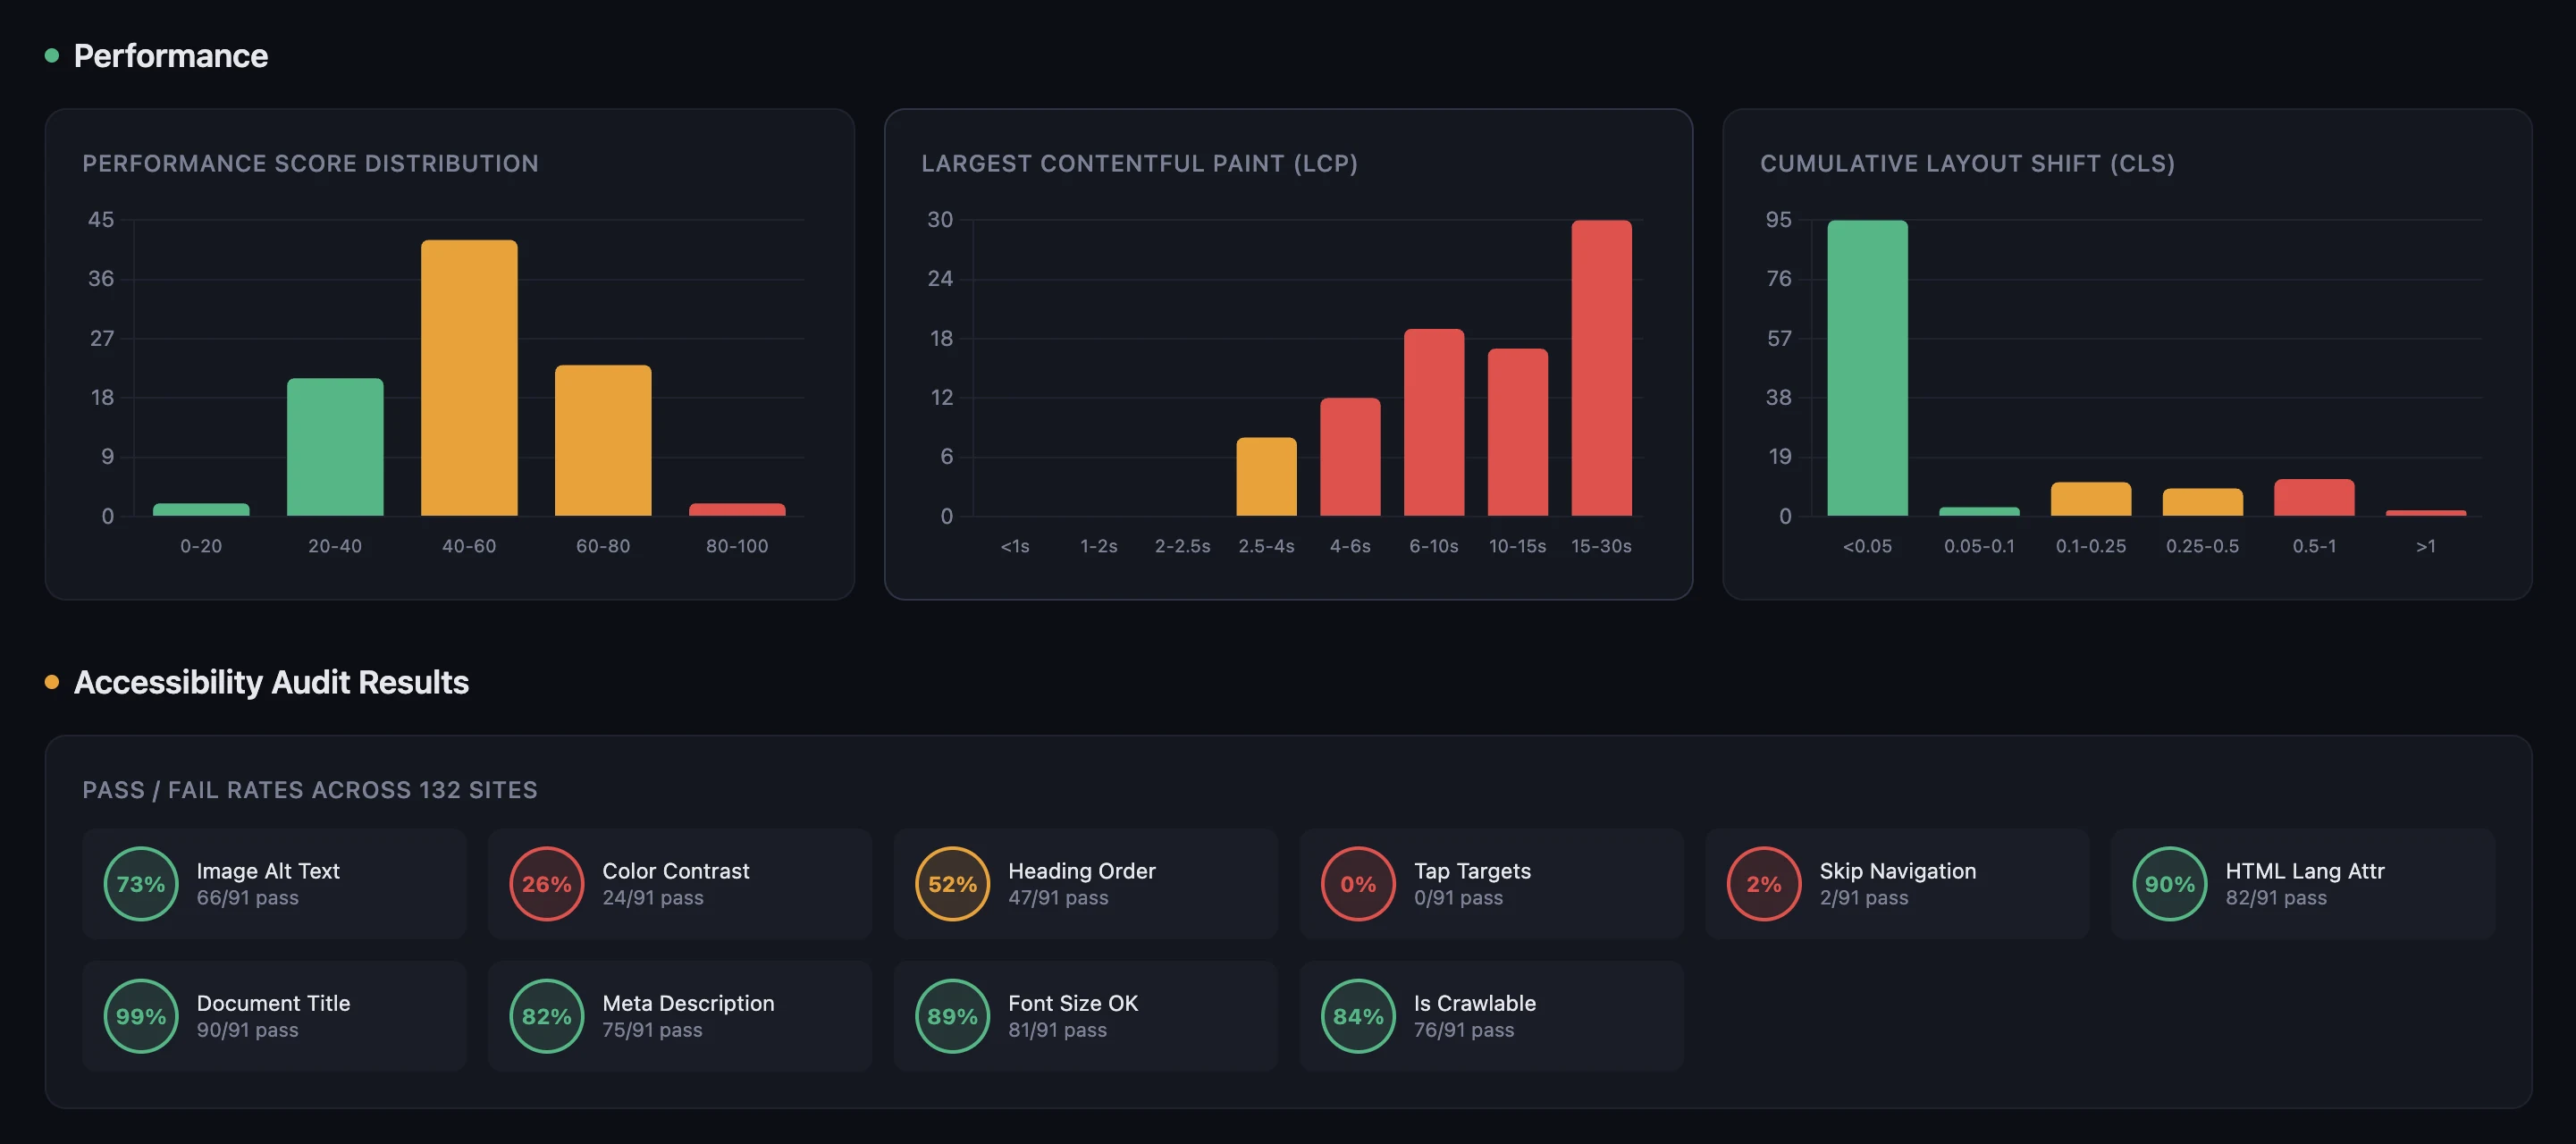 Performance
PERFORMANCE SCORE DISTRIBUTION
45
36
27
18
9
0
0-20 20-40 40-60 60-80 80-100
LARGEST CONTENTFUL PAINT (LCP)
30
24
18
12
6
0
<1s 1-2s 2-2.5s 2.5-4s 4-6s 6-10s 10-15s 15-30s
CUMULATIVE LAYOUT SHIFT (CLS)
95
76
57
38
19
0
<0.05 0.05-0.1 0.1-0.25 0.25-0.5 0.5-1 >1
Accessibility Audit Results
PASS / FAIL RATES ACROSS 132 SITES
73%
Image Alt Text
66/91 pass
26%
Color Contrast
24/91 pass
52%
Heading Order
47/91 pass
0%
Tap Targets
0/91 pass
2%
Skip Navigation
2/91 pass
90%
HTML Lang Attr
82/91 pass
99%
Document Title
90/91 pass
82%
Meta Description
75/91 pass
89%
Font Size OK
81/91 pass
84%
Is Crawlable
76/91 pass